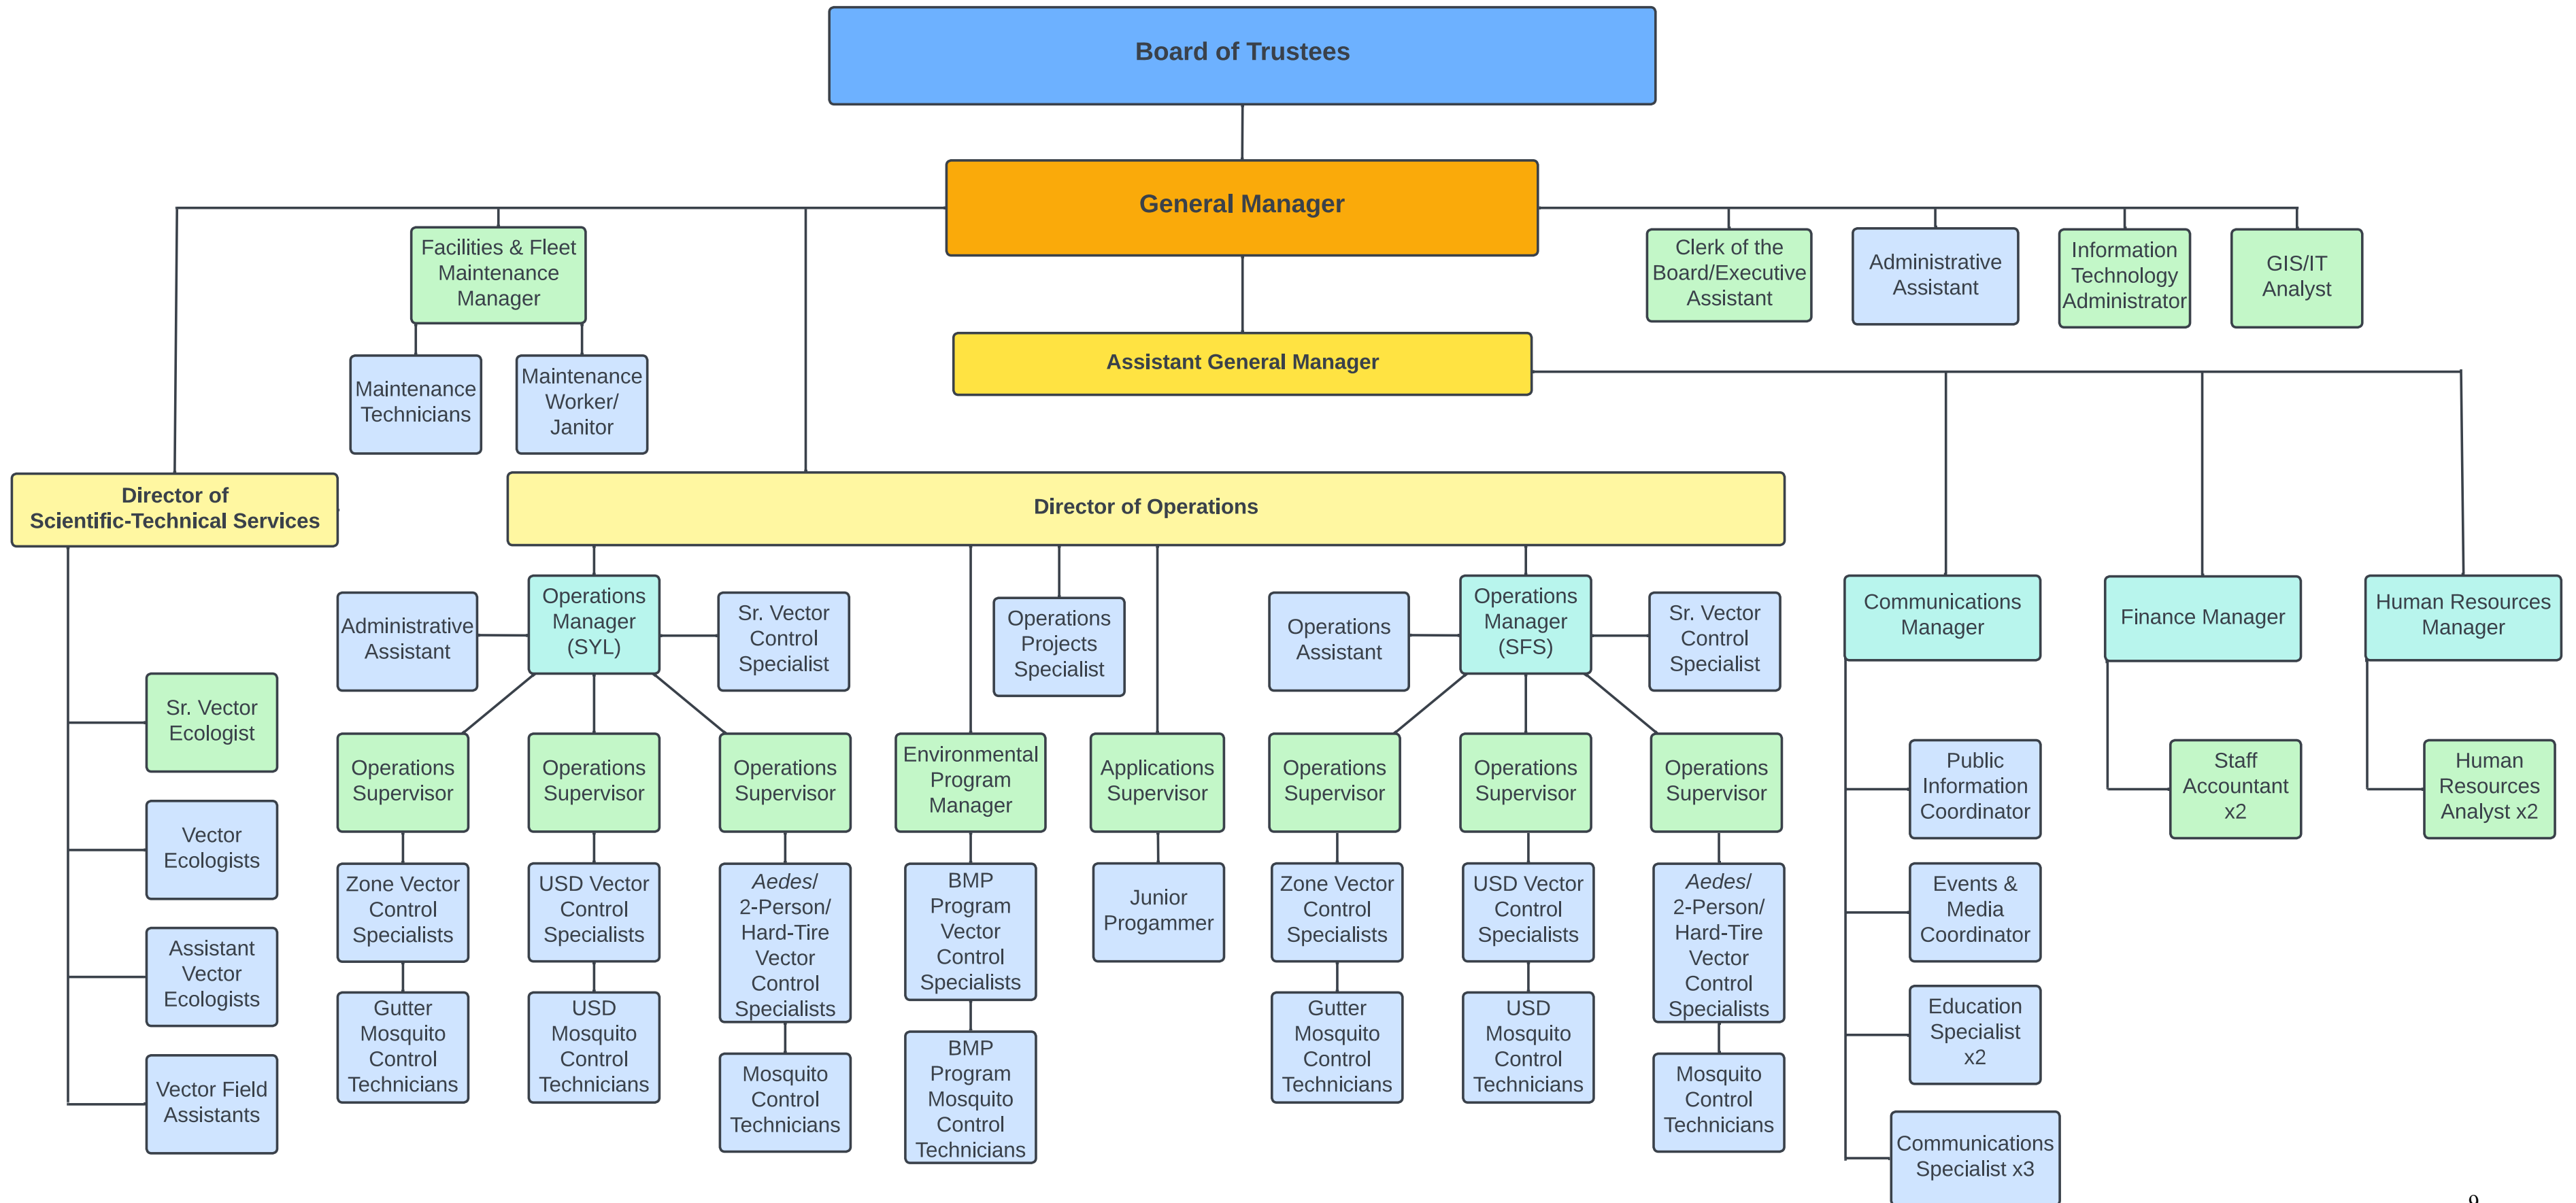 Board of Trustees
General Manager
Facilities & Fleet
Maintenance
Manager
Clerk of the
Board/Executive
Assistant
Administrative
Assistant
Information
Technology
Administrator
GIS/IT
Analyst
Assistant General Manager
Maintenance
Technicians
Maintenance
Worker/
Janitor
Director of
Scientific-Technical Services
Director of Operations
Administrative
Assistant
Operations
Manager
(SYL)
Sr. Vector
Control
Specialist
Operations
Projects
Specialist
Operations
Assistant
Operations
Manager
(SFS)
Sr. Vector
Control
Specialist
Communications
Manager
Finance Manager
Human Resources
Manager
Sr. Vector
Ecologist
Vector
Ecologists
Assistant
Vector
Ecologists
Vector Field
Assistants
Operations
Supervisor
Operations
Supervisor
Operations
Supervisor
Environmental
Program
Manager
Applications
Supervisor
Operations
Supervisor
Operations
Supervisor
Operations
Supervisor
Zone Vector
Control
Specialists
USD Vector
Control
Specialists
Aedes/
2-Person/
Hard-Tire
Vector
Control
Specialists
BMP
Program
Vector
Control
Specialists
Junior
Progammer
Zone Vector
Control
Specialists
USD Vector
Control
Specialists
Aedes/
2-Person/
Hard-Tire
Vector
Control
Specialists
Gutter
Mosquito
Control
Technicians
USD
Mosquito
Control
Technicians
Mosquito
Control
Technicians
BMP
Program
Mosquito
Control
Technicians
Gutter
Mosquito
Control
Technicians
USD
Mosquito
Control
Technicians
Mosquito
Control
Technicians
Public
Information
Coordinator
Events &
Media
Coordinator
Education
Specialist
x2
Communications
Specialist x3
Staff
Accountant
x2
Human
Resources
Analyst x2